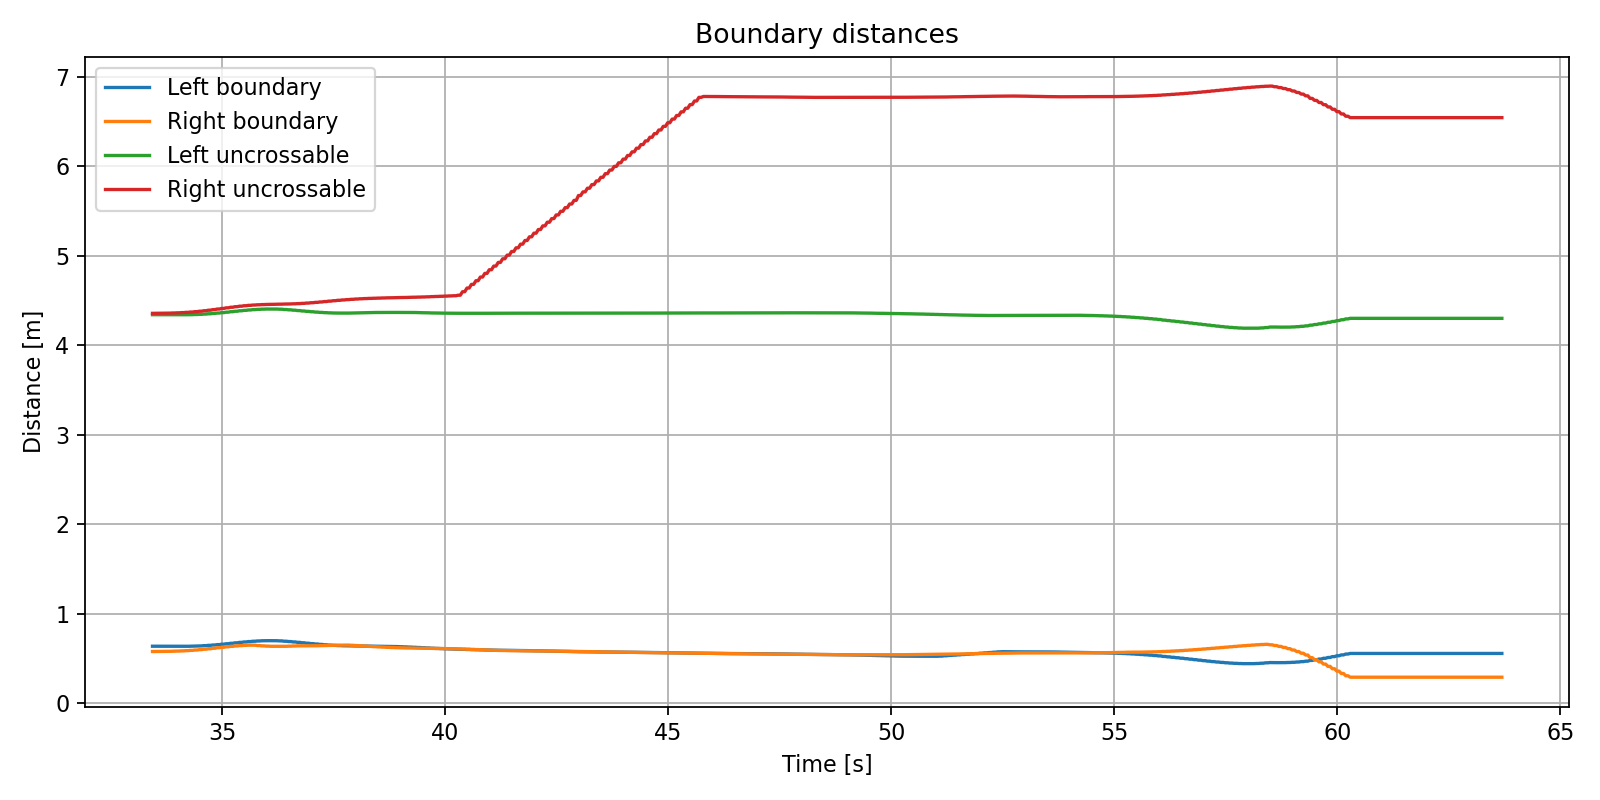 Boundary distances
Left boundary
Right boundary
Left uncrossable
Right uncrossable
Distance [m]
7
6
5
4
3
2
1
0
35
40
45
50
55
60
65
Time [s]